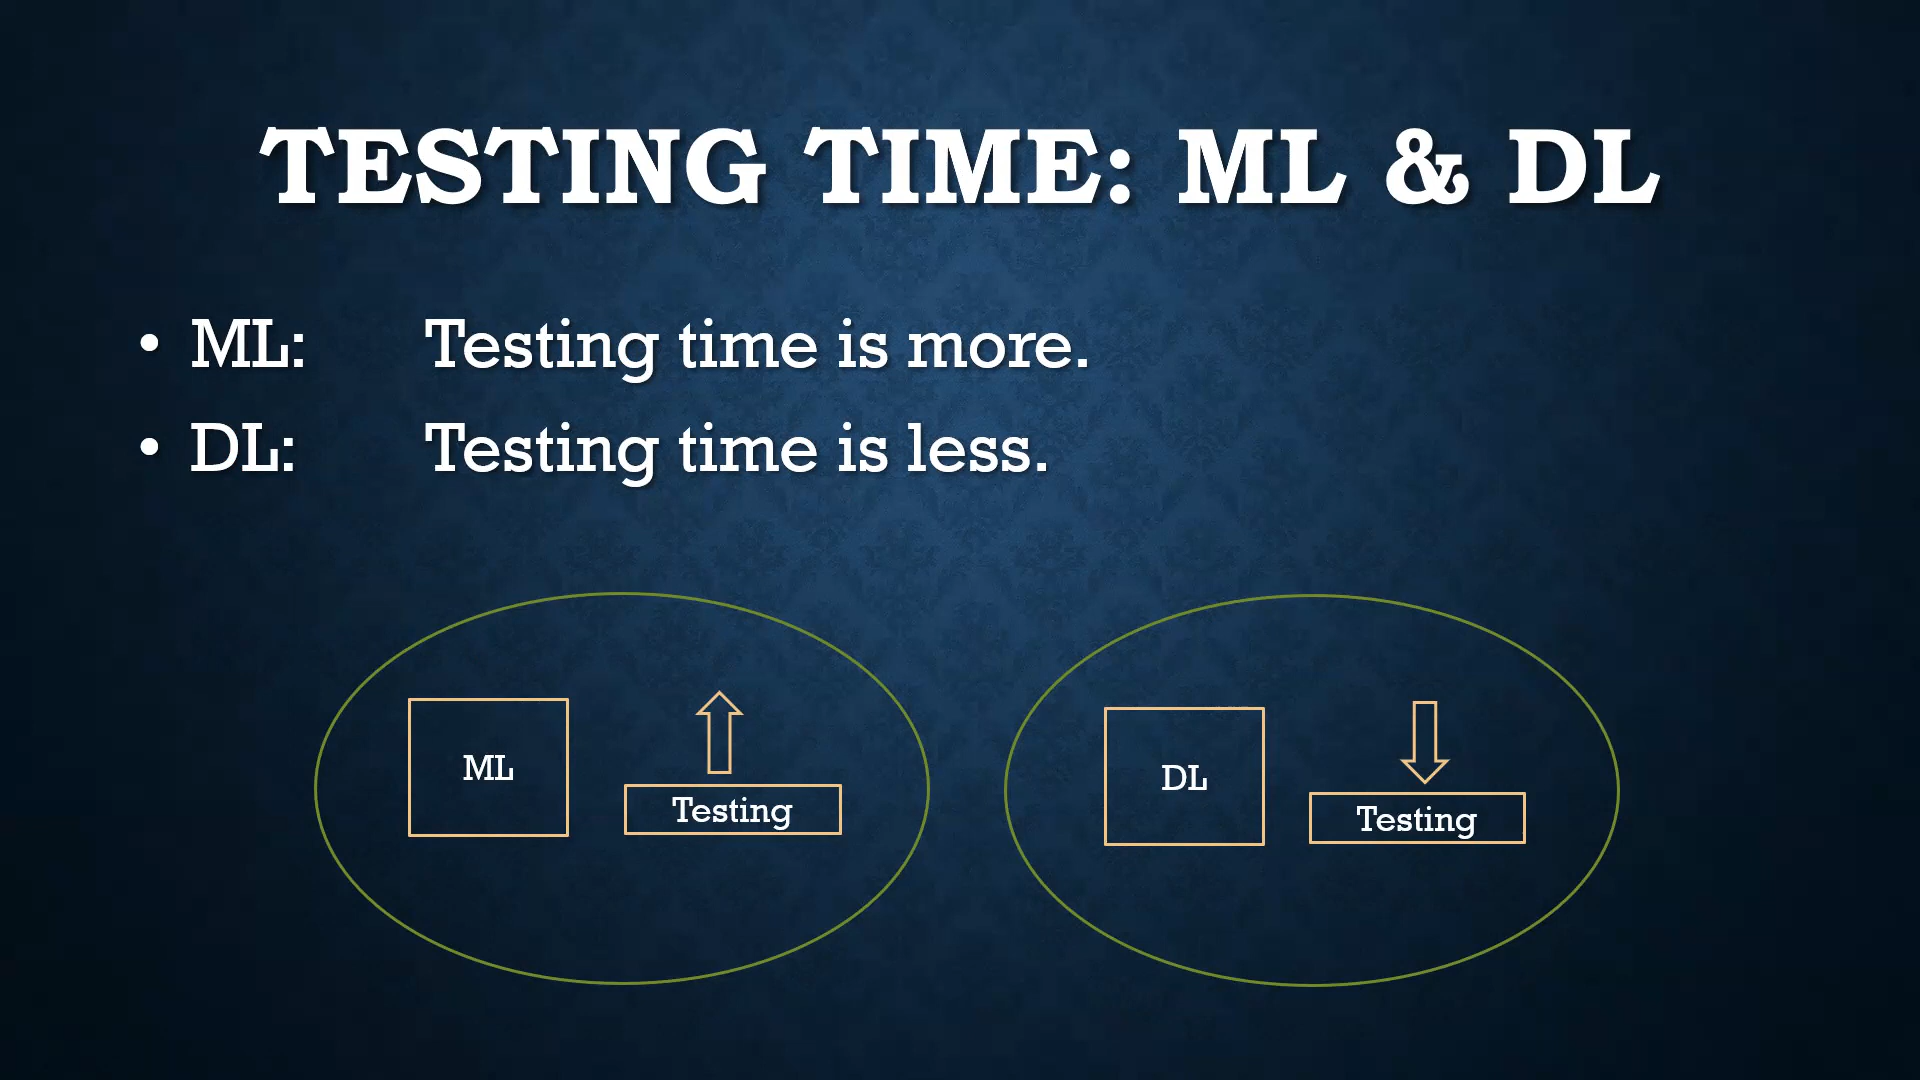 TESTING TIME: ML & DL
• ML: Testing time is more.
• DL: Testing time is less.
ML
Testing
DL
Testing